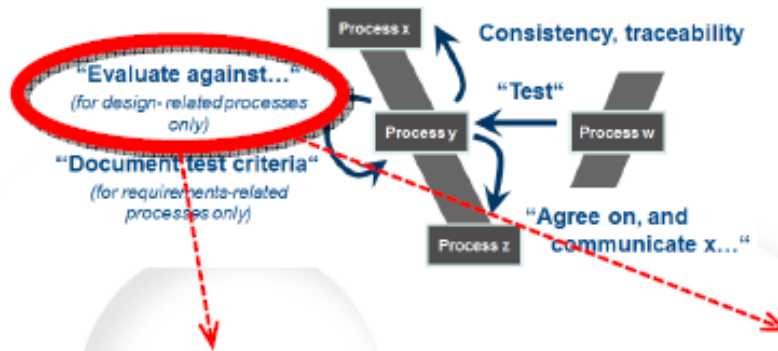 Process x
Consistency, traceability
“Evaluate against…“
(for design- related processes
only)
“Test“
Process y
Process w
“Document test criteria“
(for requirements-related
processes only)
“Agree on, and
communicate x…“
Process z